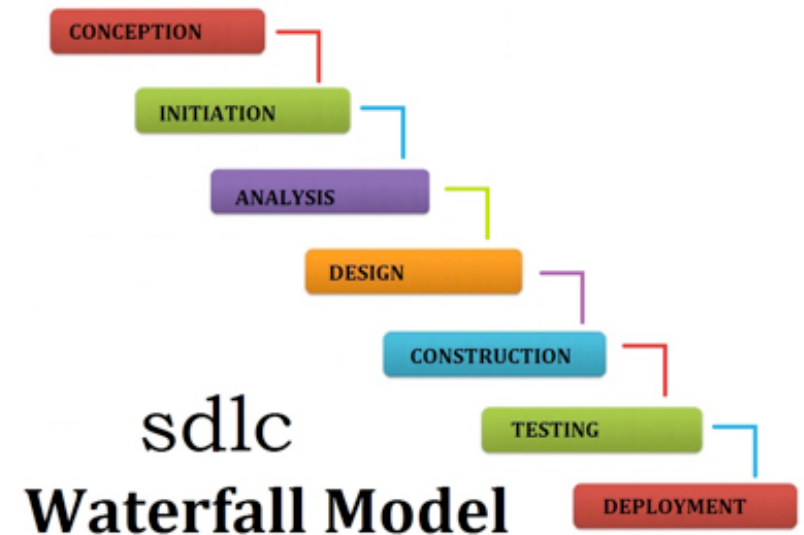 CONCEPTION
INITIATION
ANALYSIS
DESIGN
CONSTRUCTION
TESTING
DEPLOYMENT
sdlc
Waterfall Model